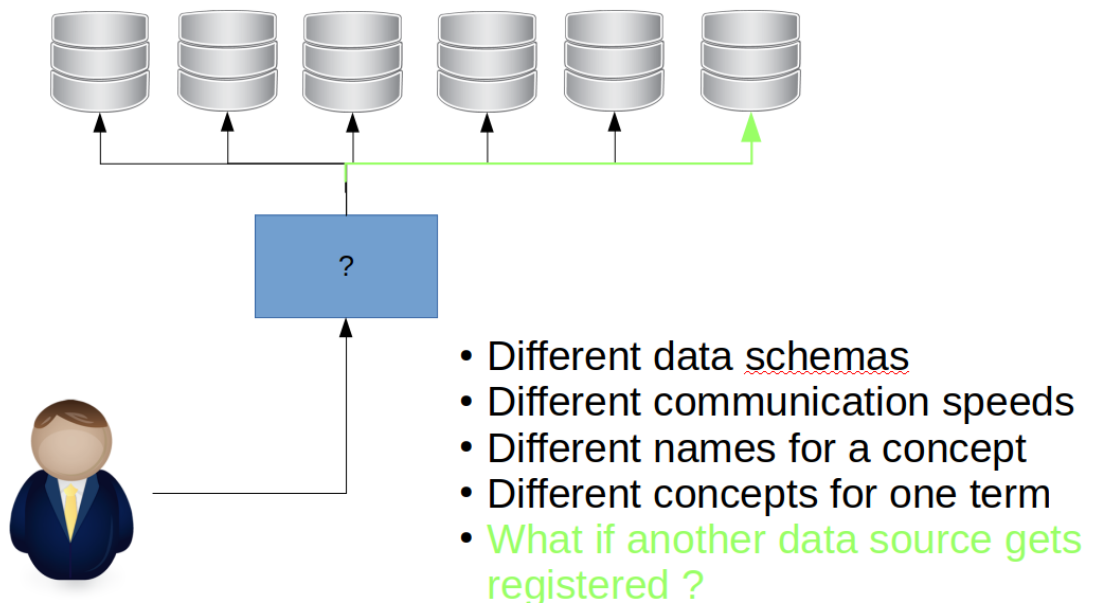 ?
• Different data schemas
• Different communication speeds
• Different names for a concept
• Different concepts for one term
• What if another data source gets
registered ?